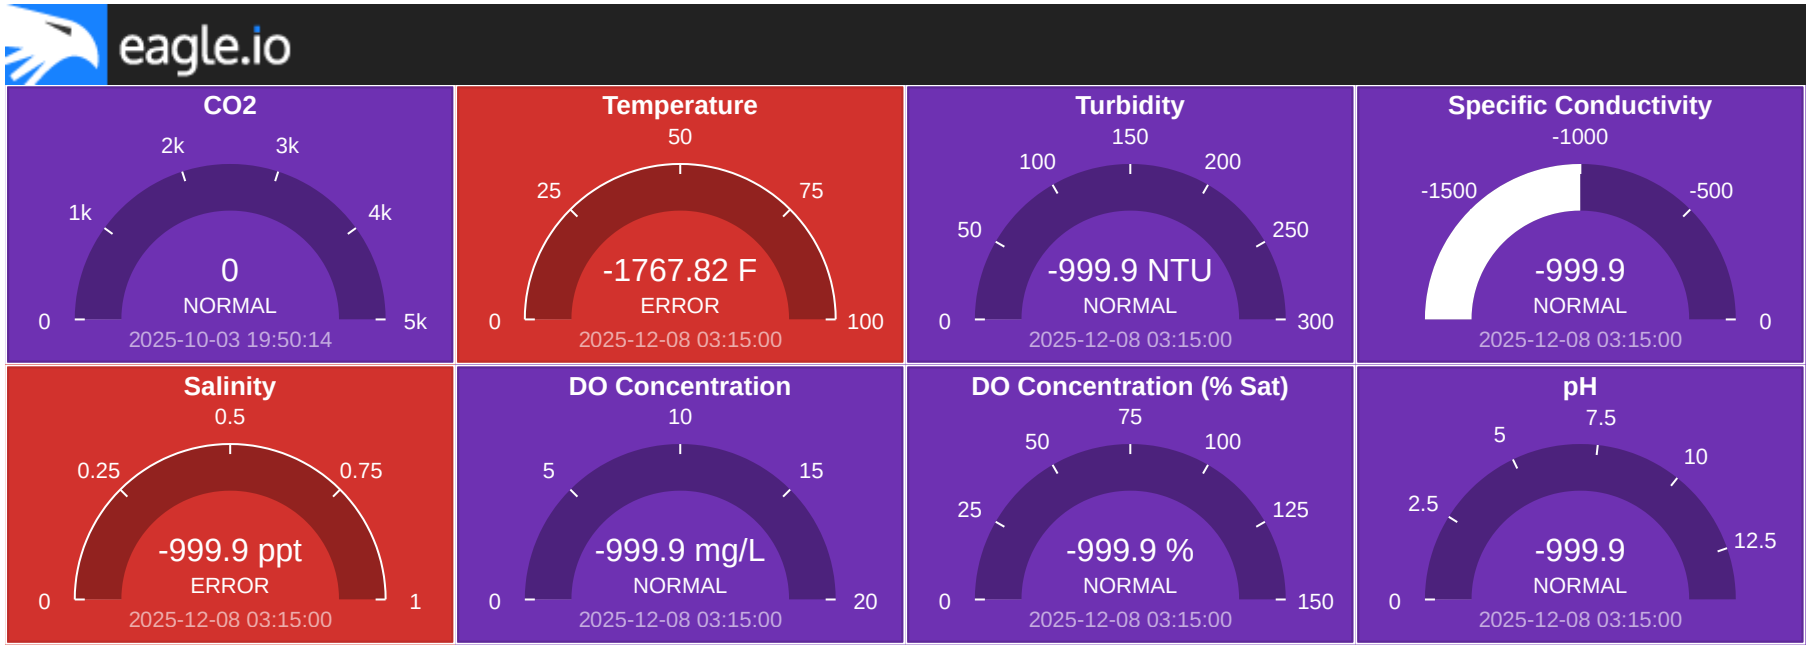 eagle.io
CO2
2k 3k
1k 4k
0
NORMAL
0 5k
2025-10-03 19:50:14
Temperature
50
25 75
-1767.82 F
ERROR
0 100
2025-12-08 03:15:00
Turbidity
150
100 200
50 250
-999.9 NTU
NORMAL
0 300
2025-12-08 03:15:00
Specific Conductivity
-1000
-1500 -500
-999.9
NORMAL
0
2025-12-08 03:15:00
Salinity
0.5
0.25 0.75
-999.9 ppt
ERROR
0 1
2025-12-08 03:15:00
DO Concentration
10
5 15
-999.9 mg/L
NORMAL
0 20
2025-12-08 03:15:00
DO Concentration (% Sat)
75
50 100
25 125
-999.9 %
NORMAL
0 150
2025-12-08 03:15:00
pH
7.5
5 10
2.5 12.5
-999.9
NORMAL
0
2025-12-08 03:15:00